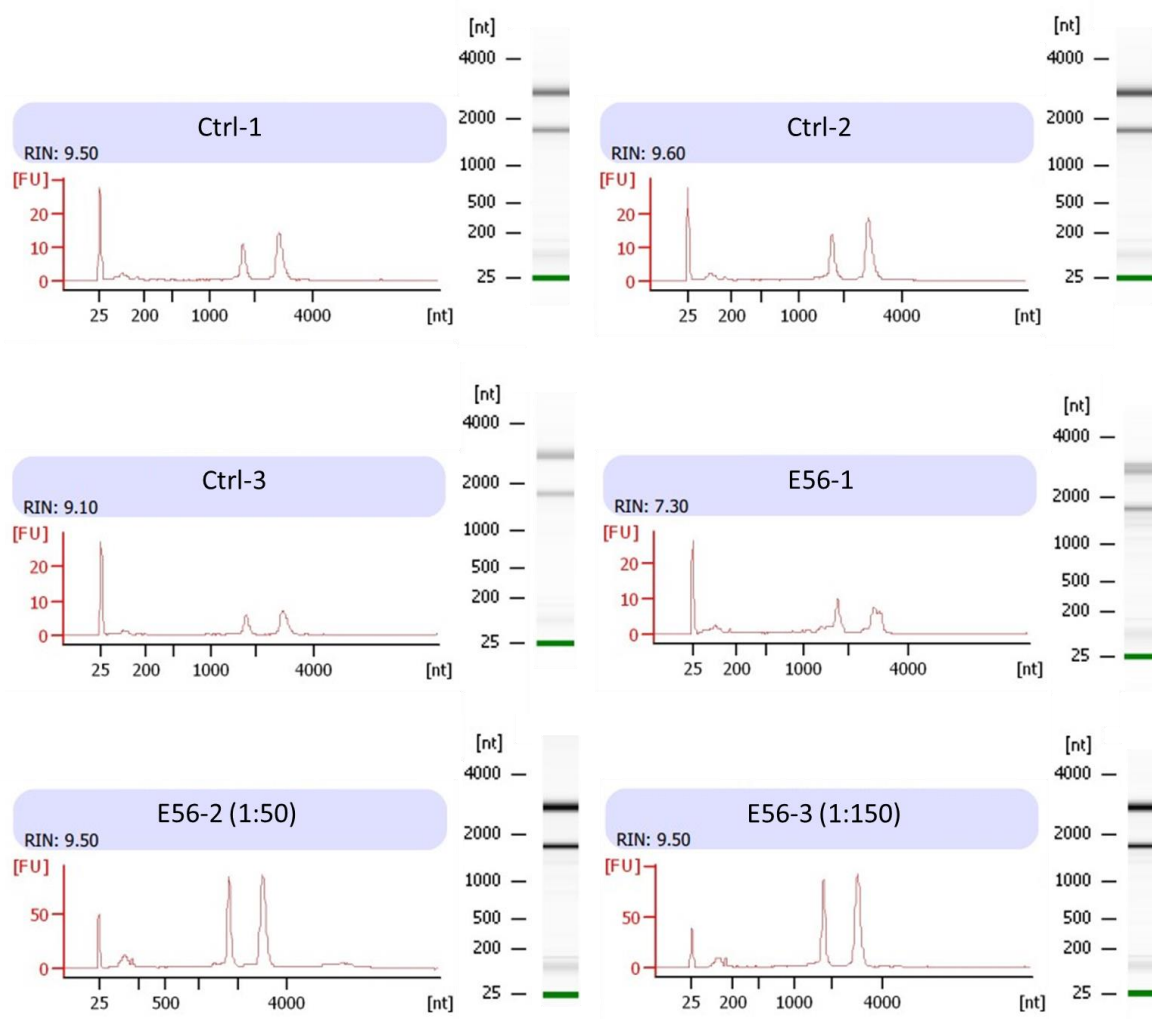 [nt]
4000
2000
1000
500
200
25
Ctrl-1
RIN: 9.50
[FU]
20
10
0
25 200 1000 4000 [nt]
[nt]
4000
2000
1000
500
200
25
Ctrl-2
RIN: 9.60
[FU]
20
10
0
25 200 1000 4000 [nt]
[nt]
4000
2000
1000
500
200
25
Ctrl-3
RIN: 9.10
[FU]
20
10
0
25 200 1000 4000 [nt]
[nt]
4000
2000
1000
500
200
25
E56-1
RIN: 7.30
[FU]
20
10
0
25 200 1000 4000 [nt]
[nt]
4000
2000
1000
500
200
25
E56-2 (1:50)
RIN: 9.50
[FU]
50
0
25 500 4000 [nt]
[nt]
4000
2000
1000
500
200
25
E56-3 (1:150)
RIN: 9.50
[FU]
50
0
25 200 1000 4000 [nt]